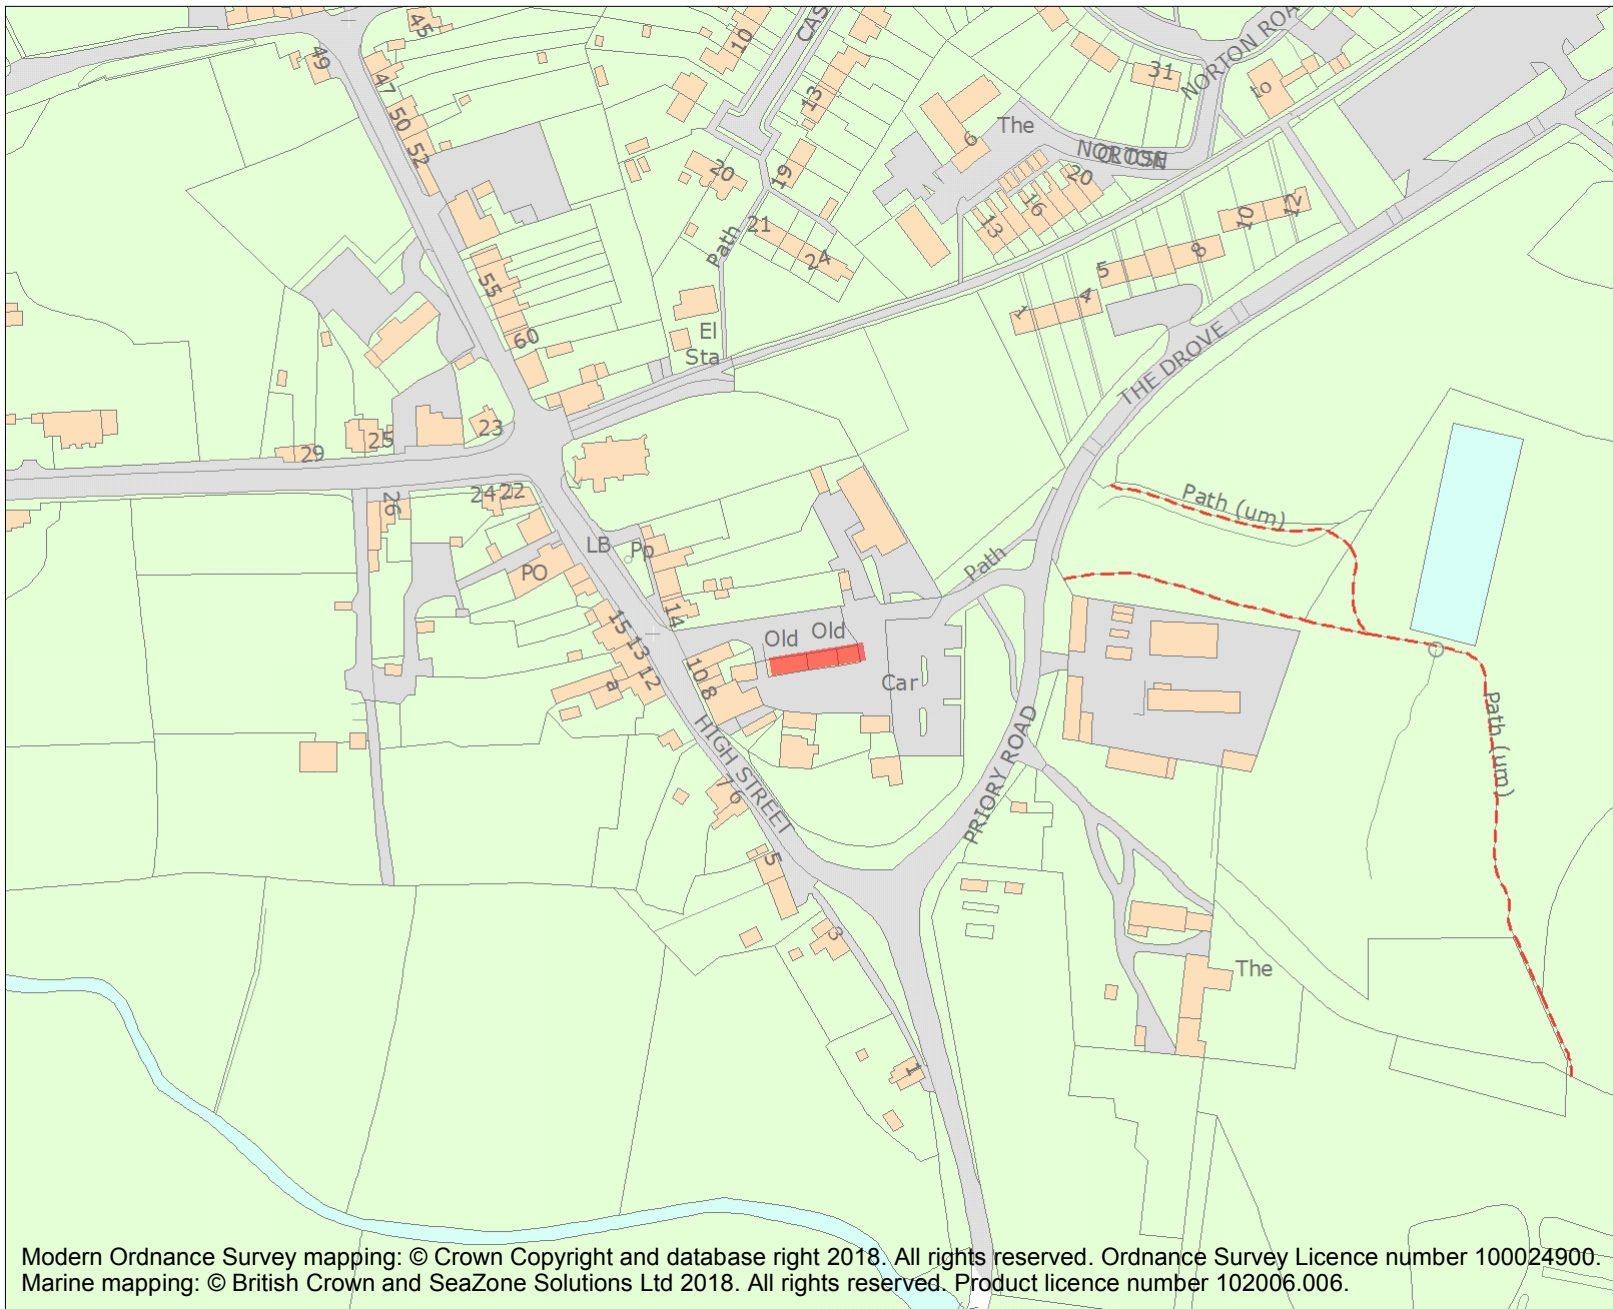 45
49
47
50
52
10
CAS
13
31
NORTON ROA
to
The
6
NORTON
CLOSE
20
19
20
16
13
21
24
Path
10
12
8
5
4
1
55
60
El
Sta
THE DROVE
29
25
23
24
22
26
LB
Pp
PO
Path (um)
Path
14
15
13
12
a
Old
Old
10
8
Car
HIGH STREET
PRIORY ROAD
Path (um)
7
6
5
3
The
1
Modern Ordnance Survey mapping: © Crown Copyright and database right 2018. All rights reserved. Ordnance Survey Licence number 100024900.
Marine mapping: © British Crown and SeaZone Solutions Ltd 2018. All rights reserved. Product licence number 102006.006.